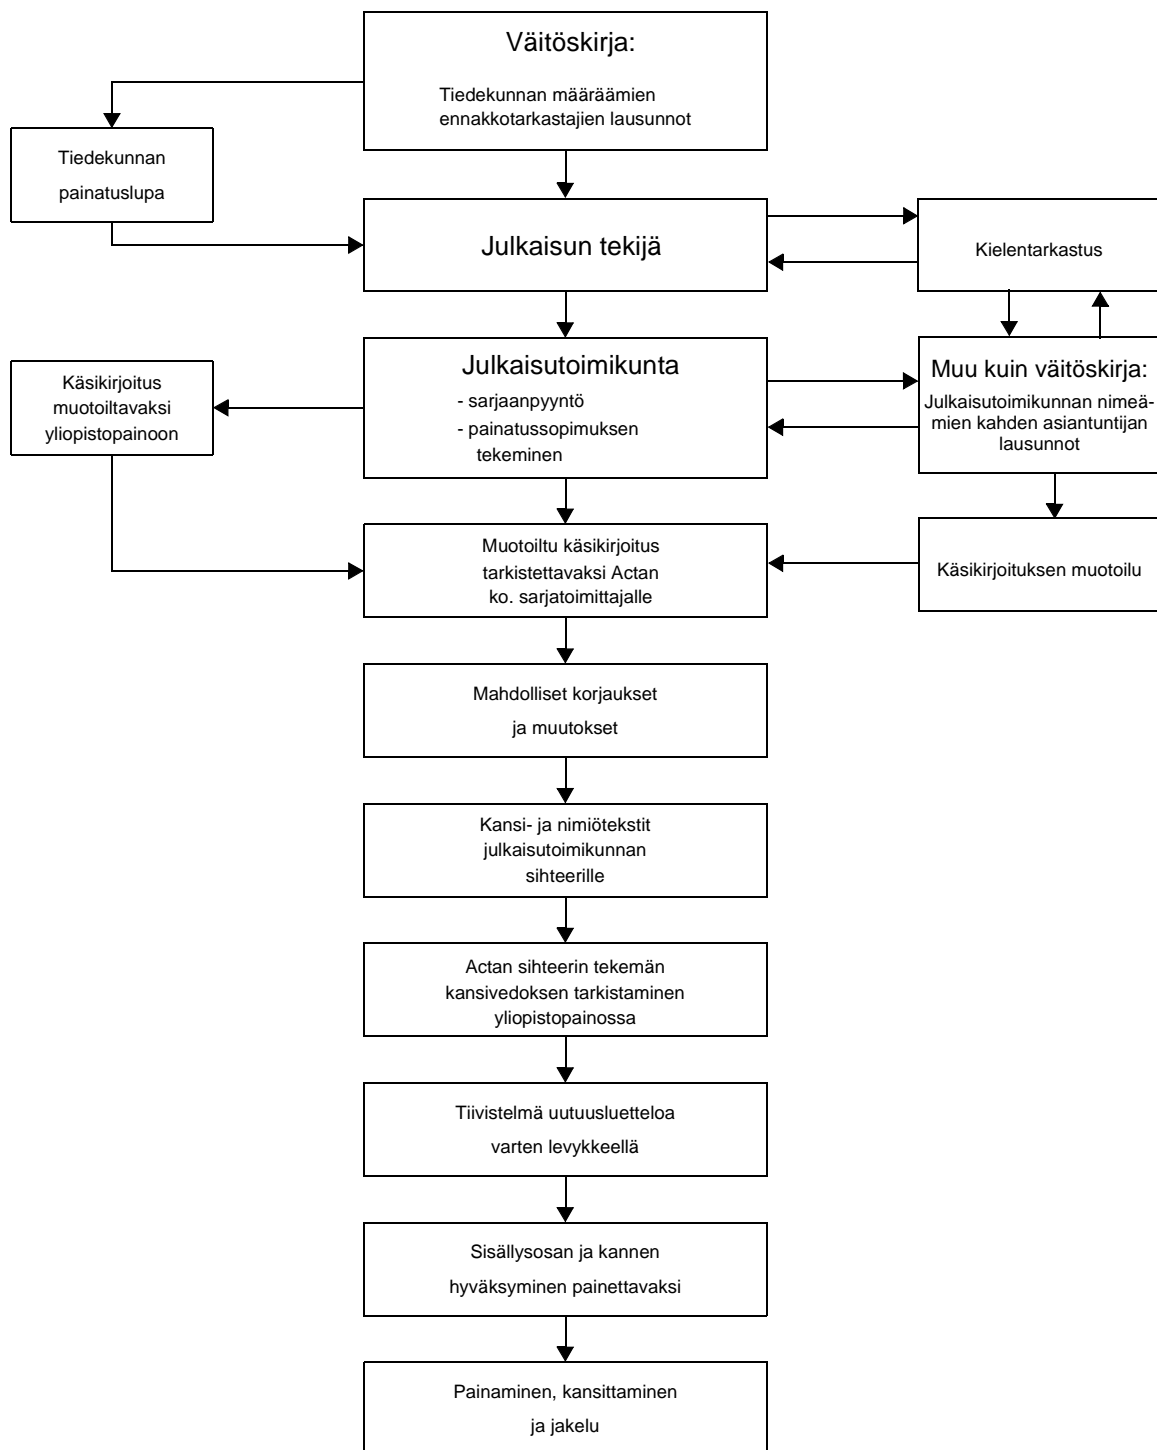 Väitöskirja:
Tiedekunnan määräämien
ennakkotarkastajien lausunnot
Tiedekunnan
painatuslupa
Julkaisun tekijä
Kielentarkastus
Julkaisutoimikunta
- sarjaanpyyntö
- painatussopimuksen
tekeminen
Käsikirjoitus
muotoiltavaksi
yliopistopainoon
Muu kuin väitöskirja:
Julkaisutoimikunnan nimeä-
mien kahden asiantuntijan
lausunnot
Muotoiltu käsikirjoitus
tarkistettavaksi Actan
ko. sarjatoimittajalle
Käsikirjoituksen muotoilu
Mahdolliset korjaukset
ja muutokset
Kansi- ja nimiötekstit
julkaisutoimikunnan
sihteerille
Actan sihteerin tekemän
kansivedoksen tarkistaminen
yliopistopainossa
Tiivistelmä uutuusluetteloa
varten levykkeellä
Sisällysosan ja kannen
hyväksyminen painettavaksi
Painaminen, kansittaminen
ja jakelu